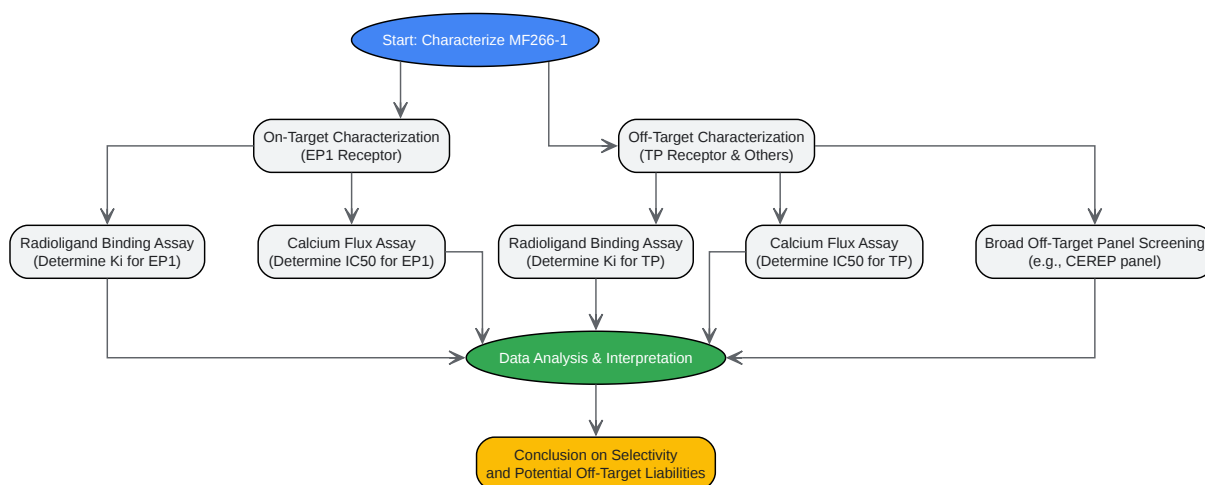 Start: Characterize MF266-1
On-Target Characterization
(EP1 Receptor)
Off-Target Characterization
(TP Receptor & Others)
Radioligand Binding Assay
(Determine Ki for EP1)
Calcium Flux Assay
(Determine IC50 for EP1)
Radioligand Binding Assay
(Determine Ki for TP)
Calcium Flux Assay
(Determine IC50 for TP)
Broad Off-Target Panel Screening
(e.g., CEREP panel)
Data Analysis & Interpretation
Conclusion on Selectivity
and Potential Off-Target Liabilities